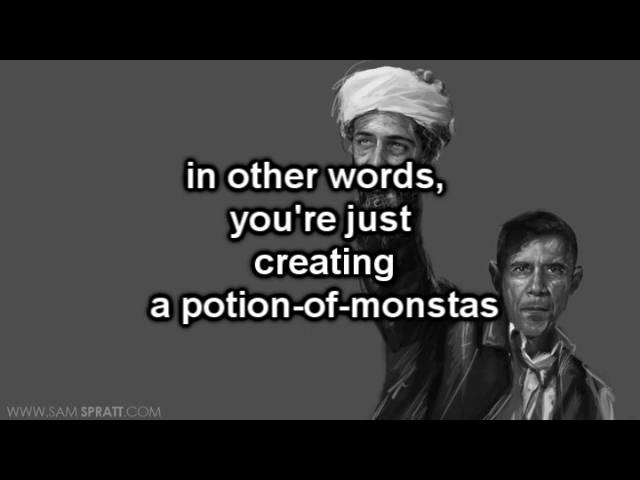 in other words,
you're just
creating
a potion-of-monstas
WWW.SAMSPRATT.COM